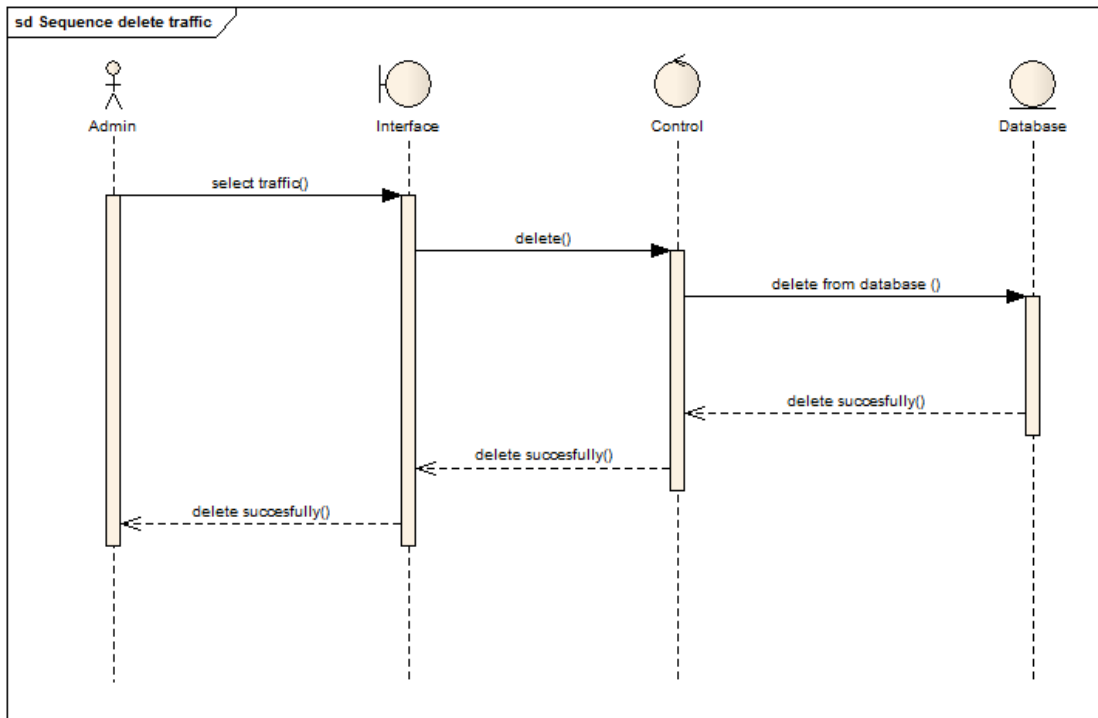 sd Sequence delete traffic
Admin
Interface
Control
Database
select traffic()
delete()
delete from database ()
delete succesfully()
delete succesfully()
delete succesfully()